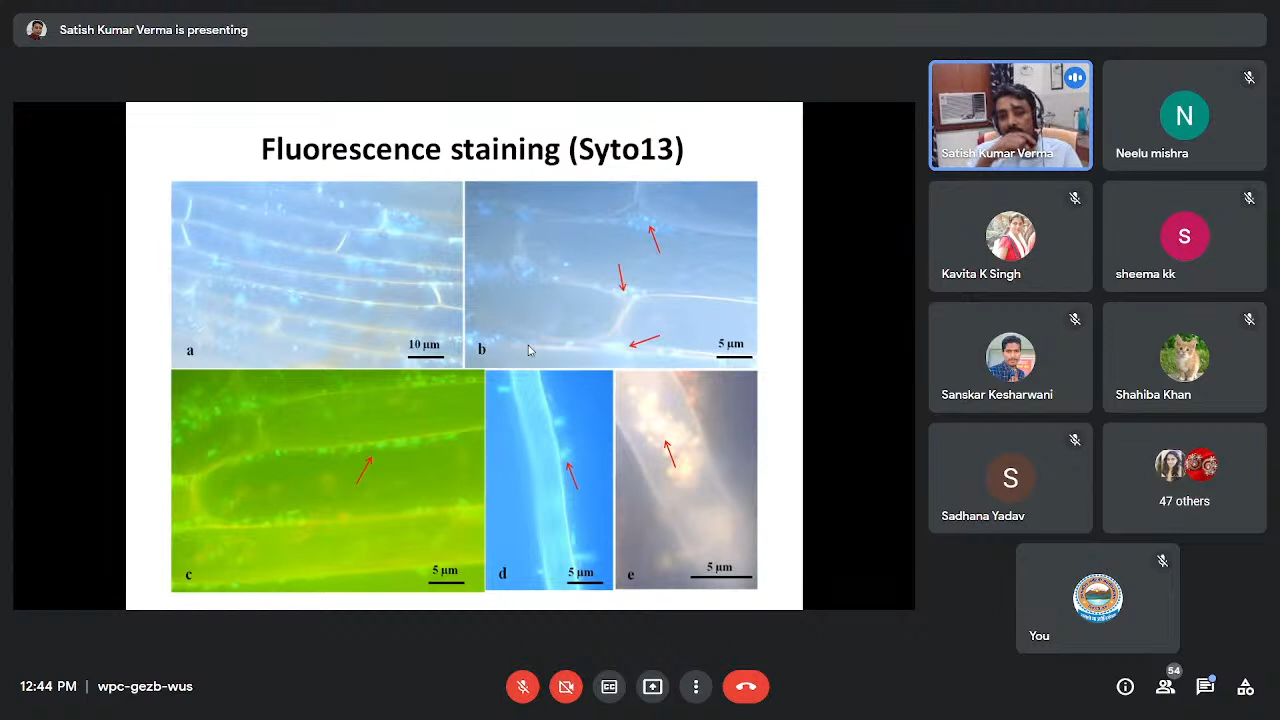 Satish Kumar Verma is presenting
Fluorescence staining (Syto13)
a
10 μm
b
5 μm
c
5 μm
d
5 μm
e
5 μm
Satish Kumar Verma
N
Neelu mishra
Kavita K Singh
s
sheema kk
Sanskar Kesharwani
Shahiba Khan
S
Sadhana Yadav
47 others
You
12:44 PM | wpc-gezb-wus
CC
54